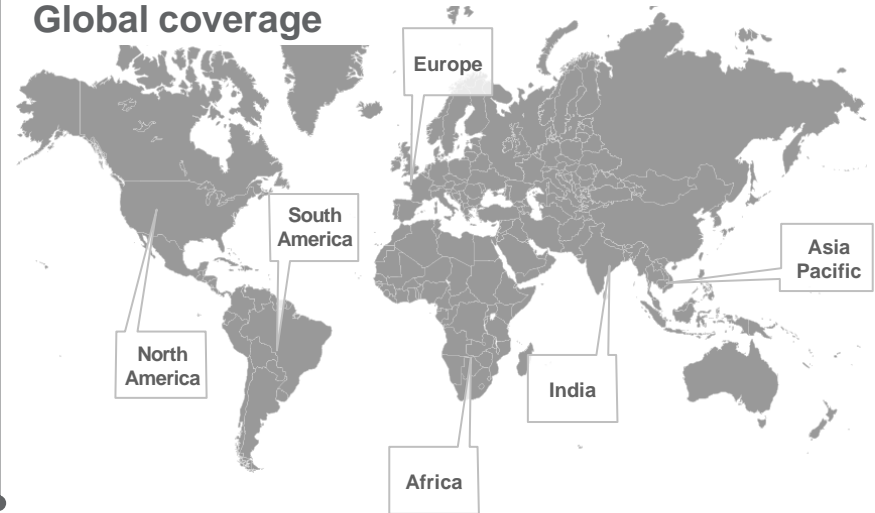 Global coverage
Europe
South
America
Asia
Pacific
North
America
India
Africa